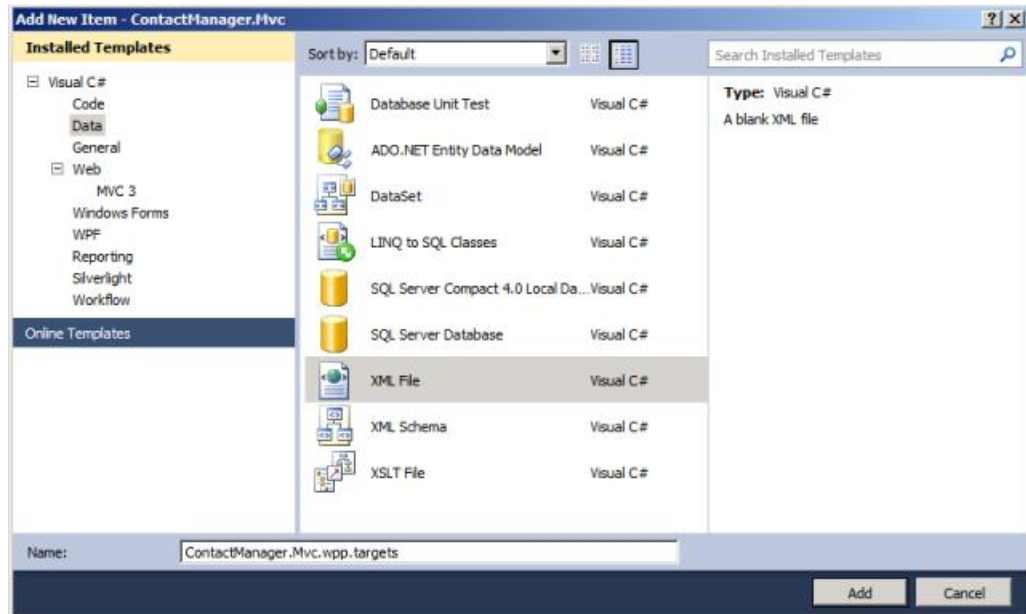 Add New Item - ContactManager.Mvc
Installed Templates
Visual C#
Code
Data
General
Web
MVC 3
Windows Forms
WPF
Reporting
Silverlight
Workflow
Online Templates
Sort by: Default
Database Unit Test Visual C#
ADO.NET Entity Data Model Visual C#
DataSet Visual C#
LINQ to SQL Classes Visual C#
SQL Server Compact 4.0 Local Da... Visual C#
SQL Server Database Visual C#
XML File Visual C#
XML Schema Visual C#
XSLT File Visual C#
Search Installed Templates
Type: Visual C#
A blank XML file
Name: ContactManager.Mvc.wpp.targets
Add Cancel